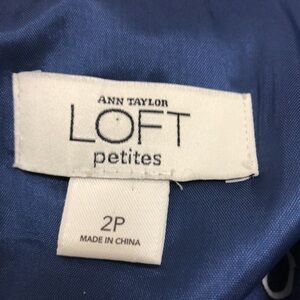 ANN TAYLOR
LOFT
petites
2P
MADE IN CHINA